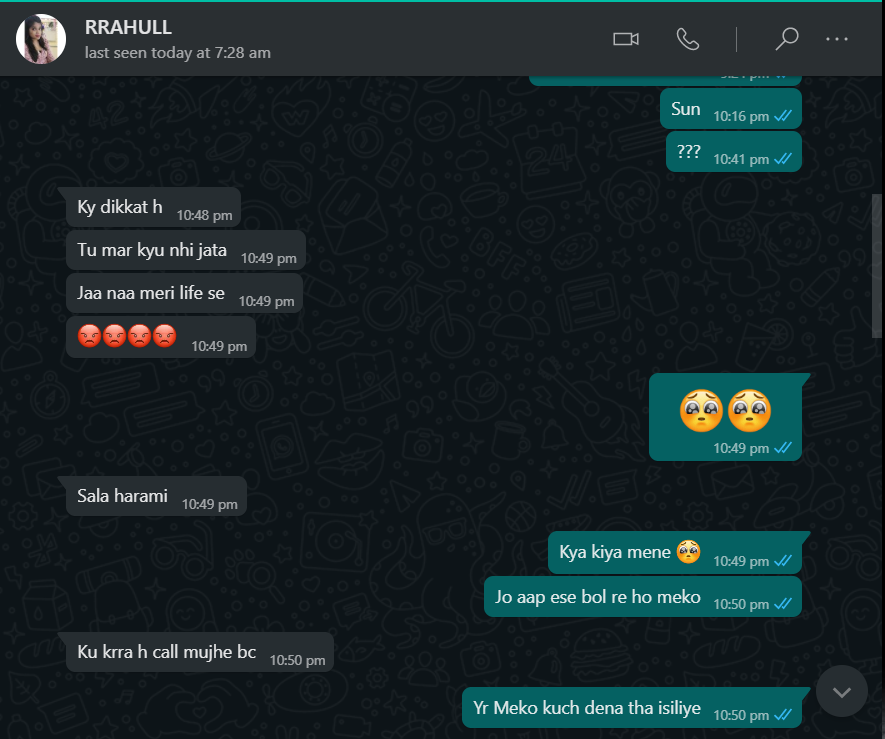 RRAHULL
last seen today at 7:28 am
Sun 10:16 pm
??? 10:41 pm
Ky dikkat h 10:48 pm
Tu mar kyu nhi jata 10:49 pm
Jaa naa meri life se 10:49 pm
😡😡😡😡 10:49 pm
🥺🥺
10:49 pm
Sala harami 10:49 pm
Kya kiya mene 🥺 10:49 pm
Jo aap ese bol re ho meko 10:50 pm
Ku krra h call mujhe bc 10:50 pm
Yr Meko kuch dena tha isiliye 10:50 pm